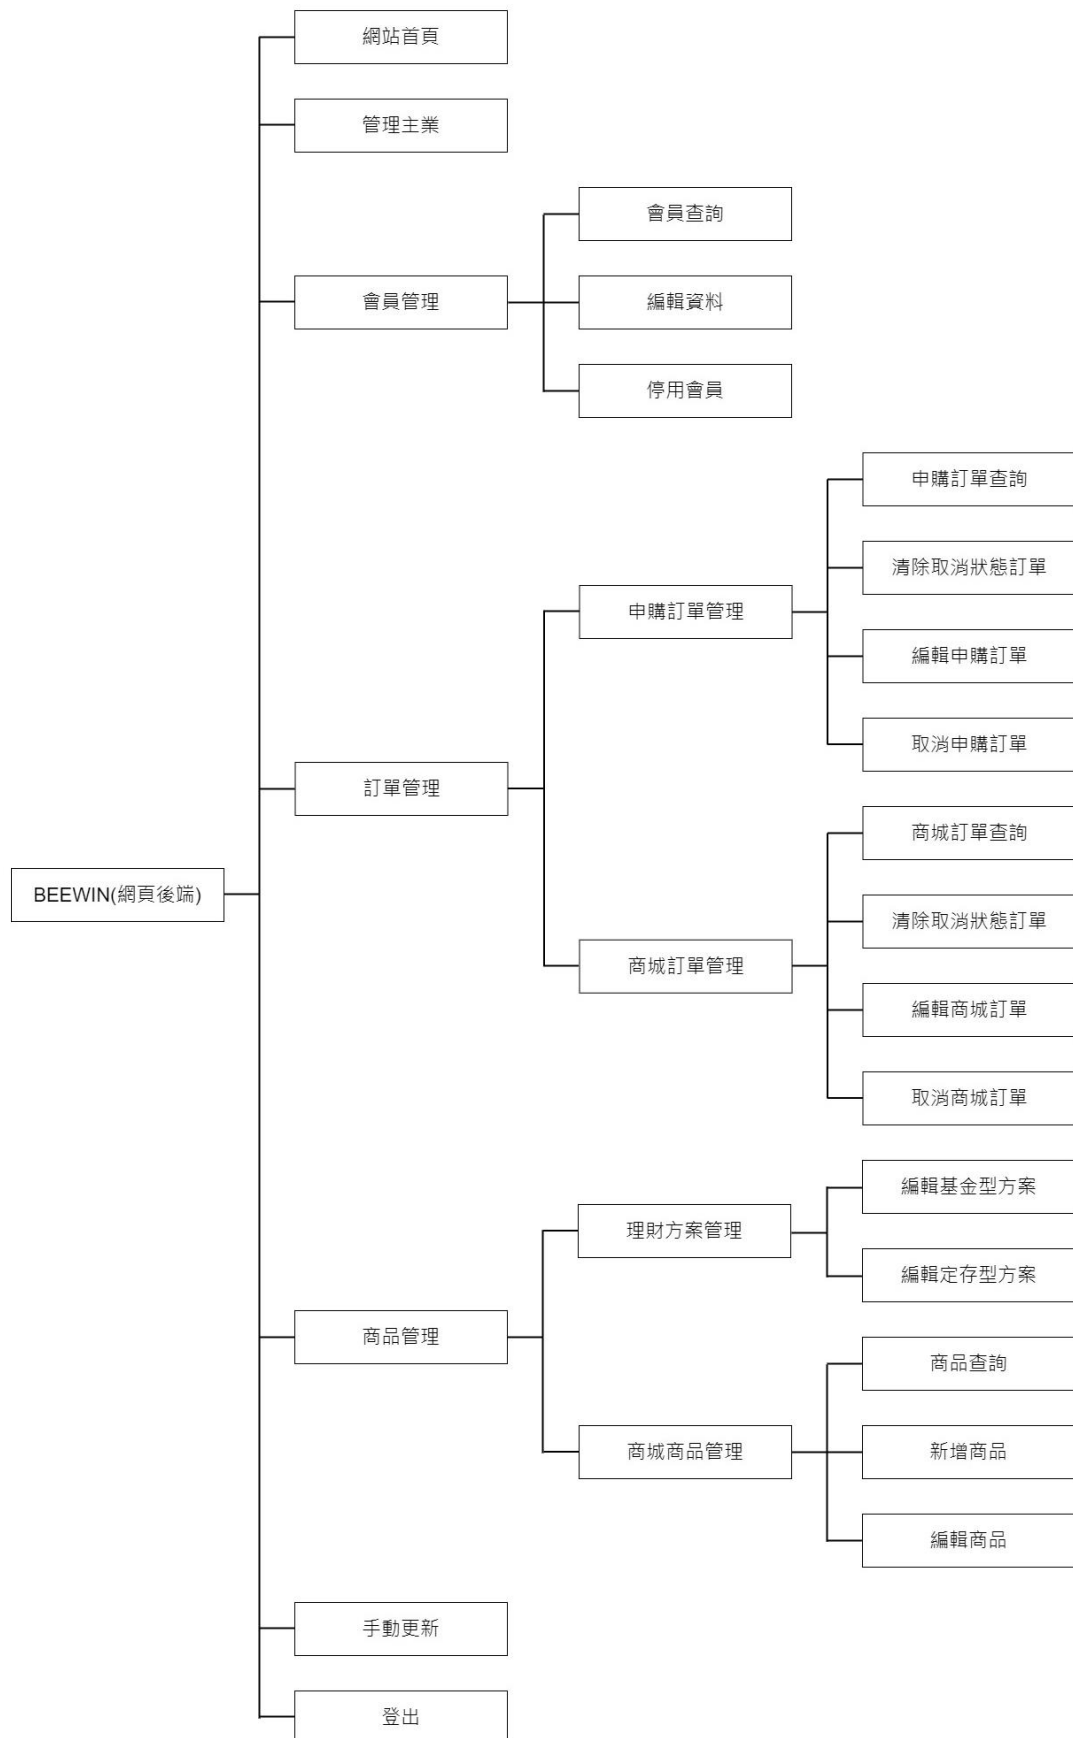 網站首頁
管理主業
會員查詢
會員管理
編輯資料
停用會員
申購訂單查詢
清除取消狀態訂單
申購訂單管理
編輯申購訂單
取消申購訂單
訂單管理
商城訂單查詢
BEEWIN(網頁後端)
清除取消狀態訂單
商城訂單管理
編輯商城訂單
取消商城訂單
編輯基金型方案
理財方案管理
編輯定存型方案
商品管理
商品查詢
商城商品管理
新增商品
編輯商品
手動更新
登出